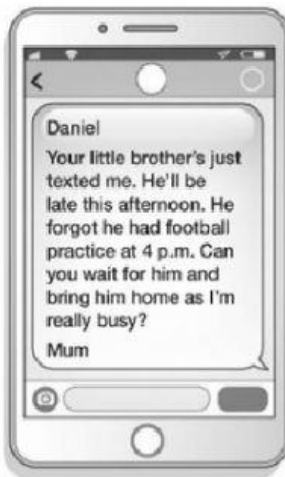 Daniel
Your little brother's just
texted me. He'll be
late this afternoon. He
forgot he had football
practice at 4 p.m. Can
you wait for him and
bring him home as I'm
really busy?
Mum